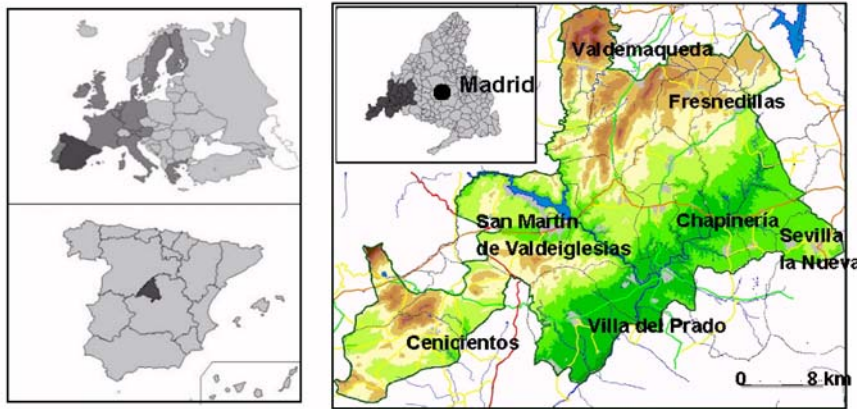 Madrid
Valdemaqueda
Fresnedillas
San Martín
de Valdeiglesias
Chapinería
Sevilla
la Nueva
Villa del Prado
Cenicientos
0 8 km